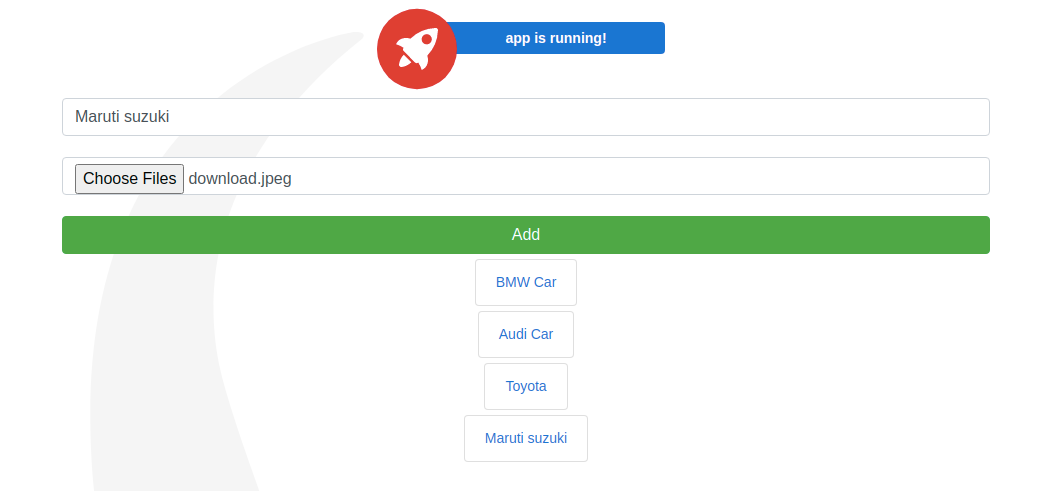 app is running!
Maruti suzuki
Choose Files download.jpeg
Add
BMW Car
Audi Car
Toyota
Maruti suzuki